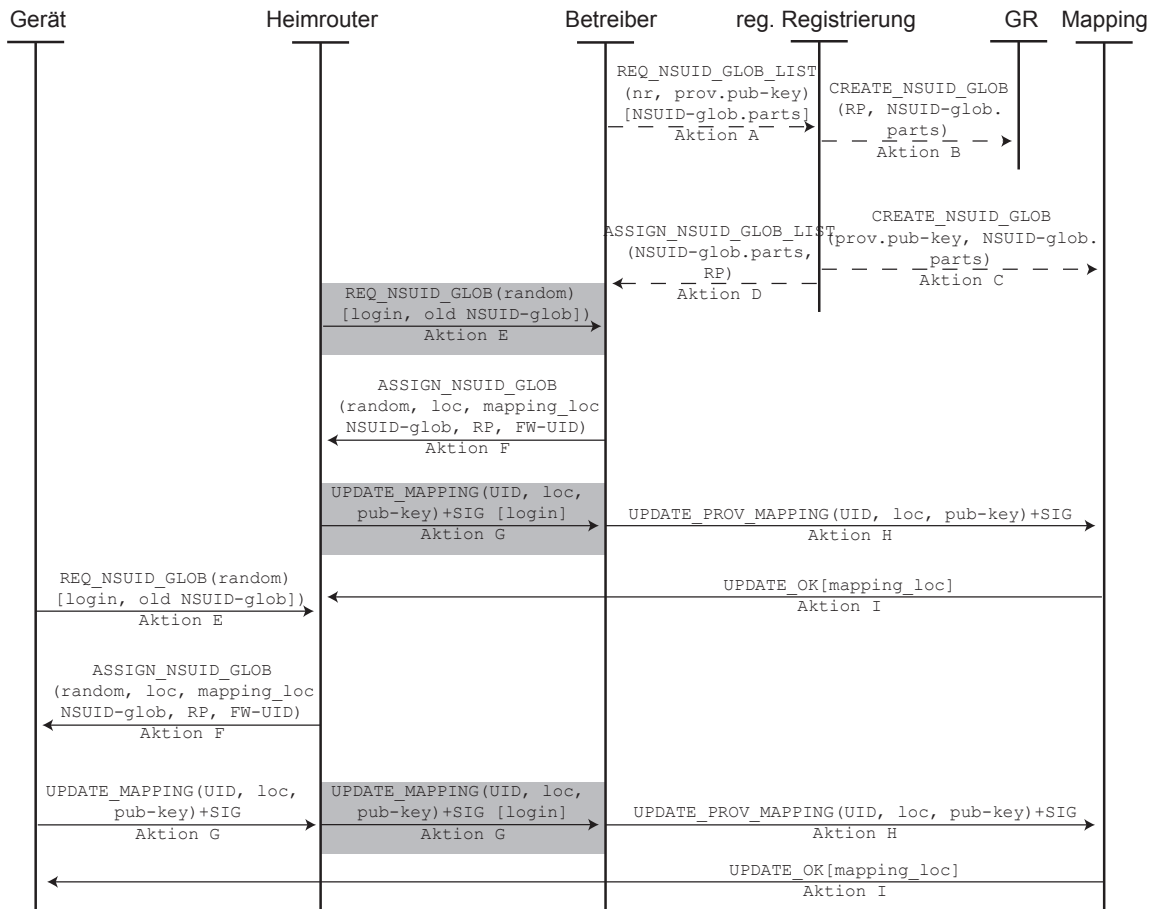 Gerät
Heimrouter
Betreiber
reg. Registrierung
GR
Mapping
REQ_NSUID_GLOB_LIST
(nr, prov.pub-key)
[NSUID-glob.parts]
Aktion A
CREATE_NSUID_GLOB
(RP, NSUID-glob.
parts)
Aktion B
ASSIGN_NSUID_GLOB_LIST
(NSUID-glob.parts,
RP)
Aktion D
CREATE_NSUID_GLOB
(prov.pub-key, NSUID-glob.
parts)
Aktion C
REQ_NSUID_GLOB(random)
[login, old NSUID-glob])
Aktion E
ASSIGN_NSUID_GLOB
(random, loc, mapping_loc
NSUID-glob, RP, FW-UID)
Aktion F
UPDATE_MAPPING(UID, loc,
pub-key)+SIG [login]
Aktion G
UPDATE_PROV_MAPPING(UID, loc, pub-key)+SIG
Aktion H
REQ_NSUID_GLOB(random)
[login, old NSUID-glob])
Aktion E
UPDATE_OK[mapping_loc]
Aktion I
ASSIGN_NSUID_GLOB
(random, loc, mapping_loc
NSUID-glob, RP, FW-UID)
Aktion F
UPDATE_MAPPING(UID, loc,
pub-key)+SIG
Aktion G
UPDATE_MAPPING(UID, loc,
pub-key)+SIG [login]
Aktion G
UPDATE_PROV_MAPPING(UID, loc, pub-key)+SIG
Aktion H
UPDATE_OK[mapping_loc]
Aktion I